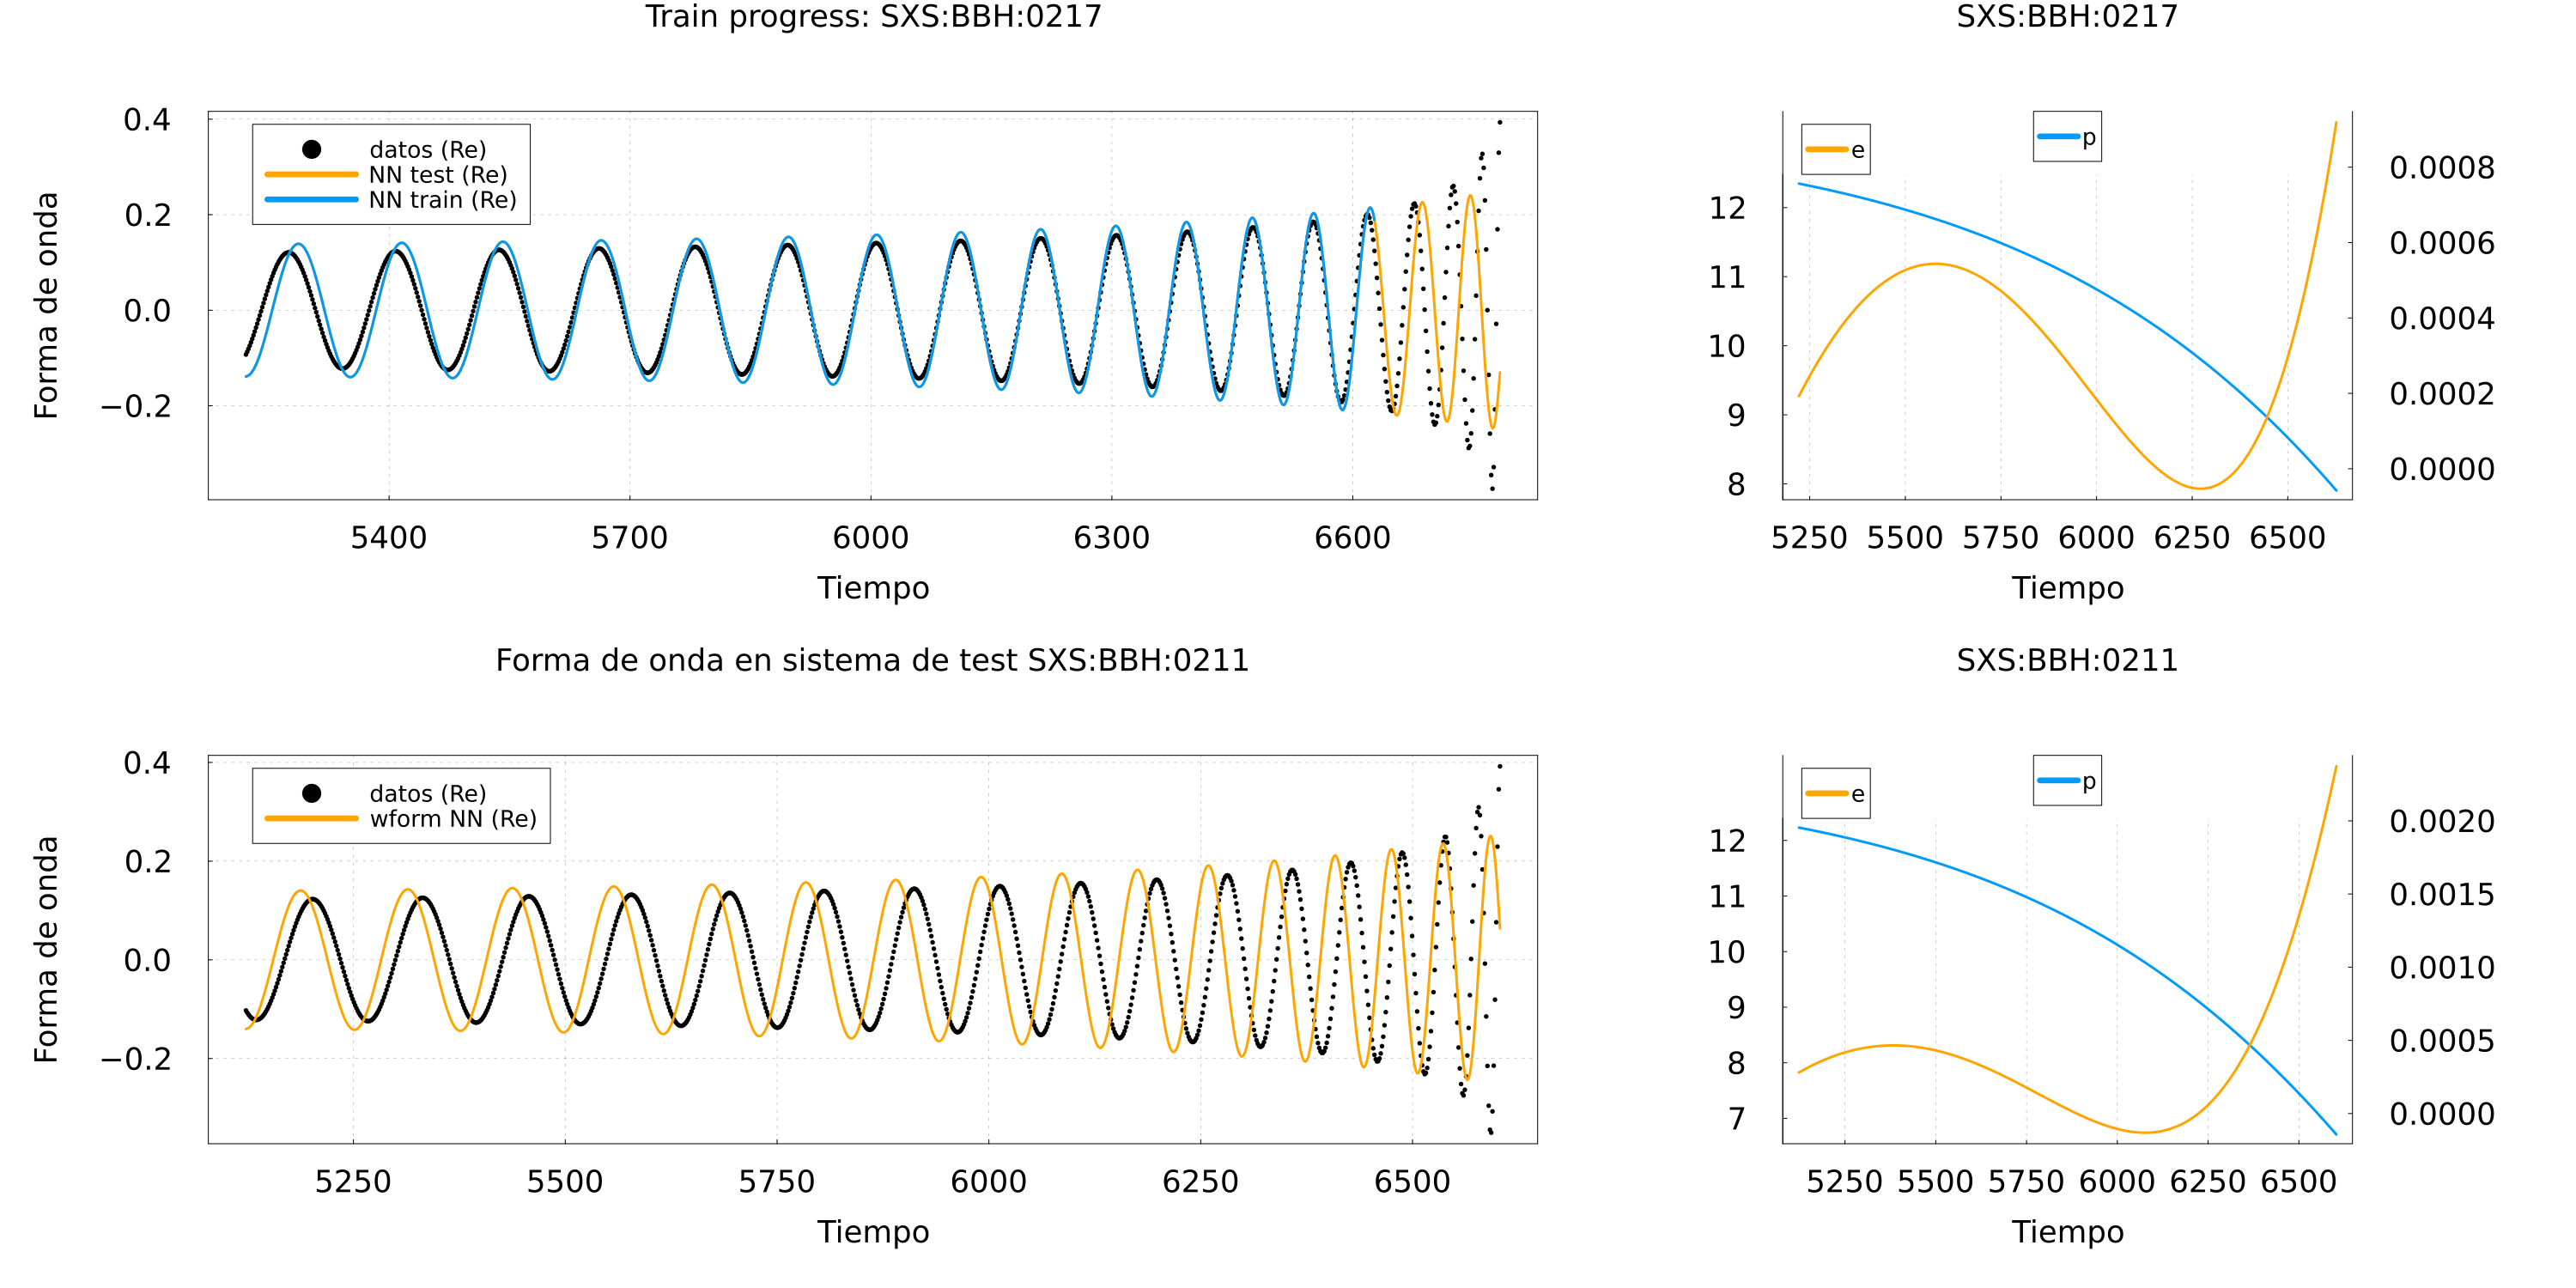 Train progress: SXS:BBH:0217
datos (Re)
NN test (Re)
NN train (Re)
0.4
0.2
0.0
−0.2
Forma de onda
5400 5700 6000 6300 6600
Tiempo
SXS:BBH:0217
e
p
12
11
10
9
8
0.0008
0.0006
0.0004
0.0002
0.0000
5250 5500 5750 6000 6250 6500
Tiempo
Forma de onda en sistema de test SXS:BBH:0211
datos (Re)
wform NN (Re)
0.4
0.2
0.0
−0.2
Forma de onda
5250 5500 5750 6000 6250 6500
Tiempo
SXS:BBH:0211
e
p
12
11
10
9
8
7
0.0020
0.0015
0.0010
0.0005
0.0000
5250 5500 5750 6000 6250 6500
Tiempo